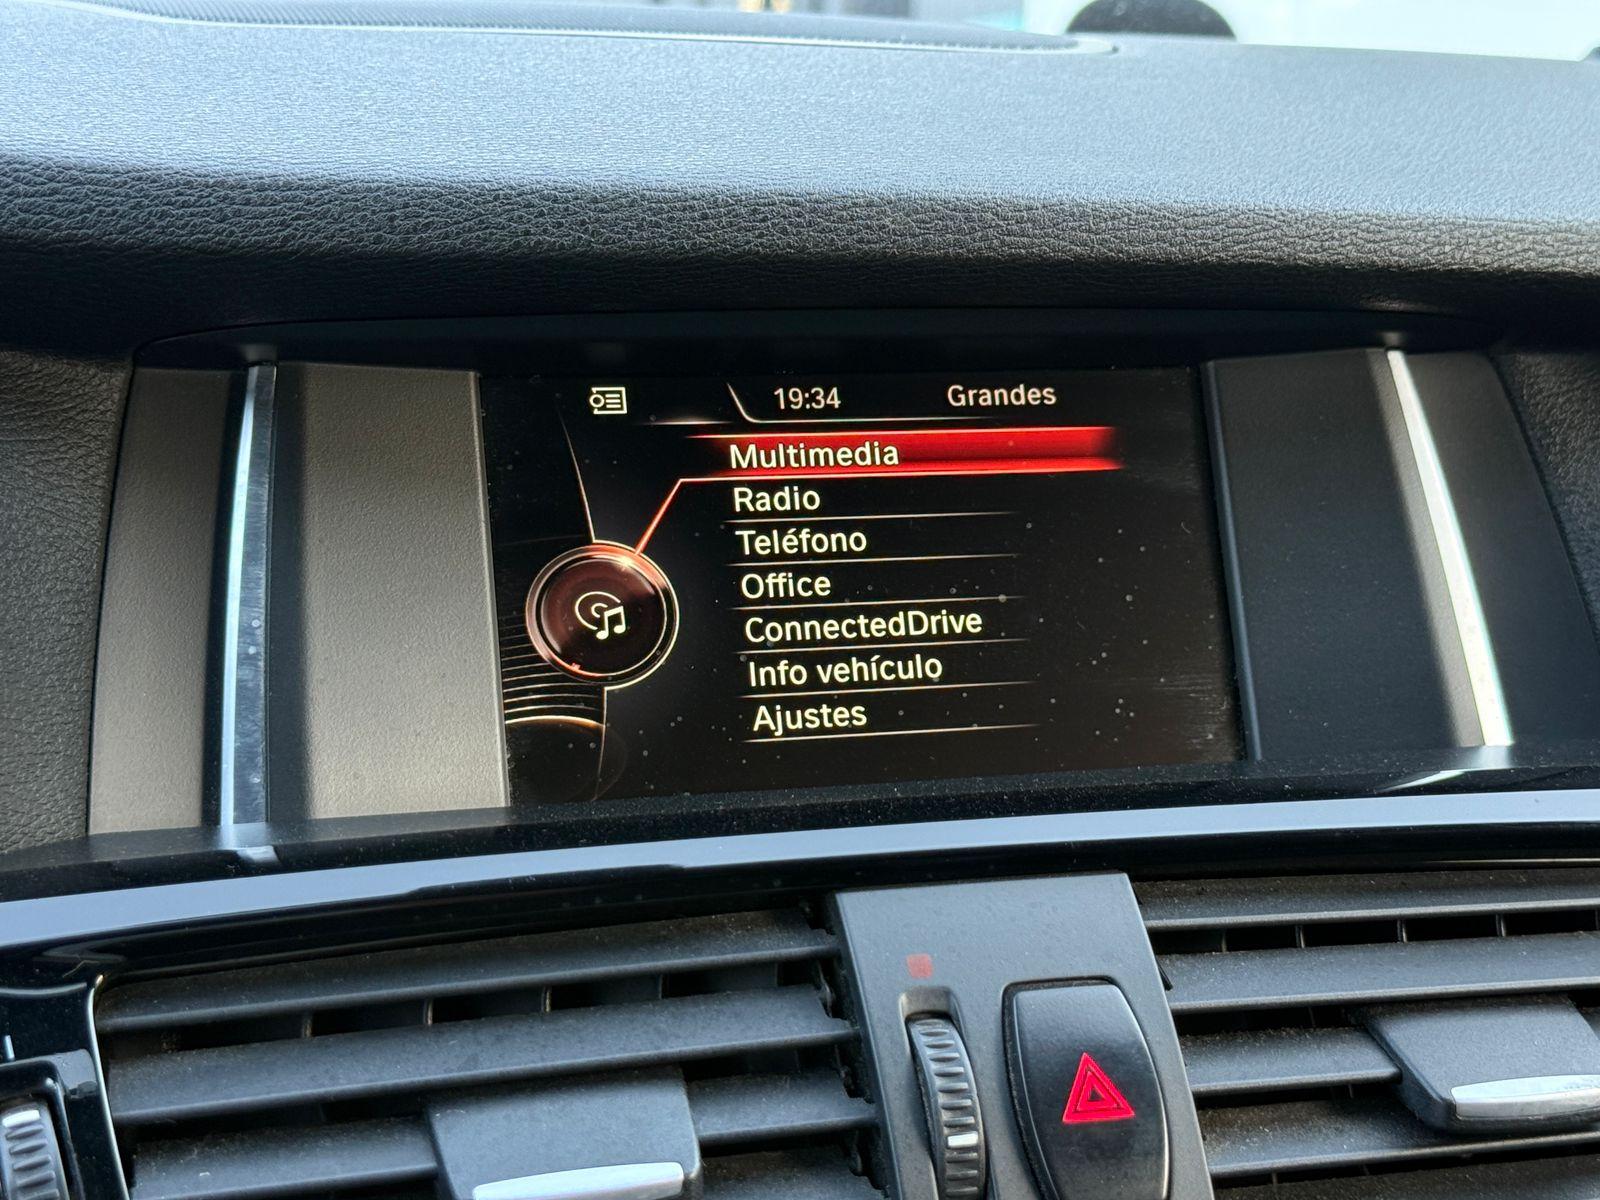 19:34 Grandes
Multimedia
Radio
Teléfono
Office
ConnectedDrive
Info vehículo
Ajustes